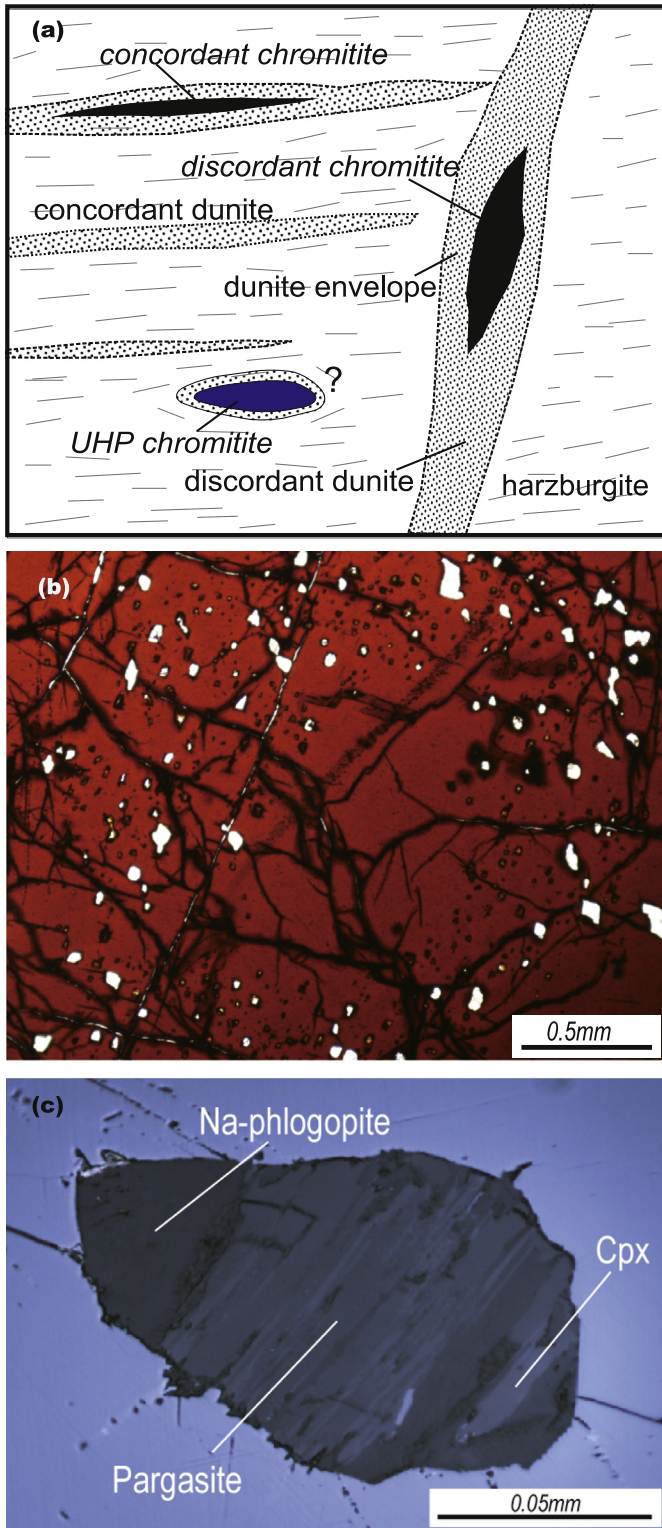 (a)
concordant chromitite
discordant chromitite
concordant dunite
dunite envelope
?
UHP chromitite
discordant dunite
harzburgite
(b)
0.5mm
(c)
Na-phlogopite
Cpx
Pargasite
0.05mm